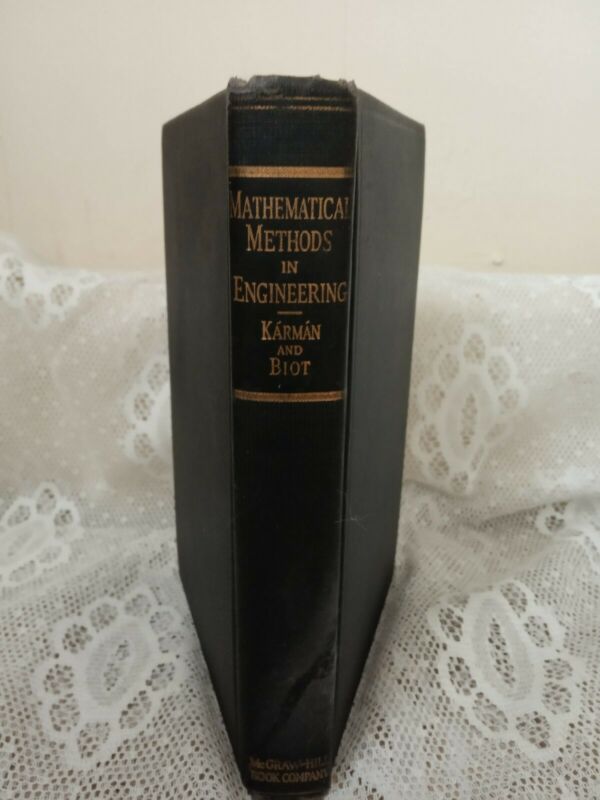 MATHEMATICAL
METHODS
IN
ENGINEERING
KÁRMÁN
AND
BIOT
MCGRAW-HILL
BOOK COMPANY